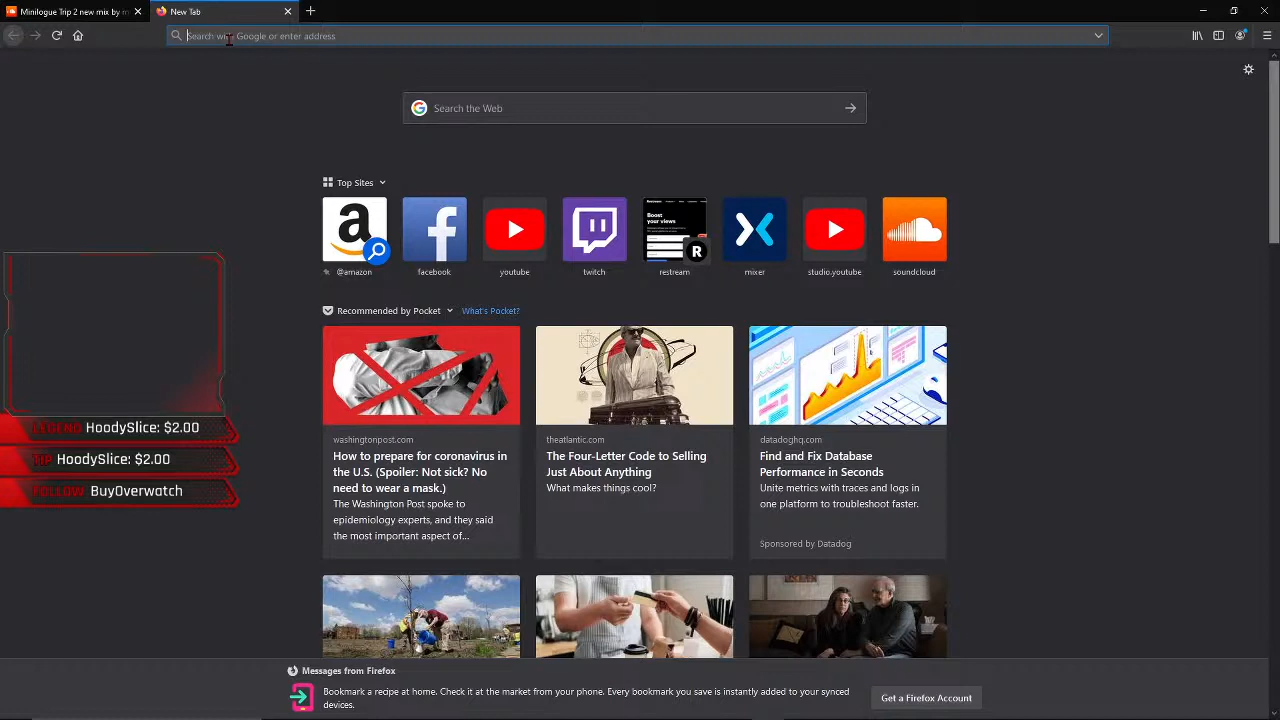 Minilogue Trip 2 new mix by m
New Tab
Search with Google or enter address
Search the Web
Top Sites
@amazon
facebook
youtube
twitch
restream
mixer
studio.youtube
soundcloud
Boost
your views
R
Recommended by Pocket
What's Pocket?
washingtonpost.com
How to prepare for coronavirus in
the U.S. (Spoiler: Not sick? No
need to wear a mask.)
The Washington Post spoke to
epidemiology experts, and they said
the most important aspect of…
theatlantic.com
The Four-Letter Code to Selling
Just About Anything
What makes things cool?
datadoghq.com
Find and Fix Database
Performance in Seconds
Unite metrics with traces and logs in
one platform to troubleshoot faster.
Sponsored by Datadog
LEGEND HoodySlice: $2.00
TIP HoodySlice: $2.00
FOLLOW BuyOverwatch
Messages from Firefox
Bookmark a recipe at home. Check it at the market from your phone. Every bookmark you save is instantly added to your synced
devices.
Get a Firefox Account